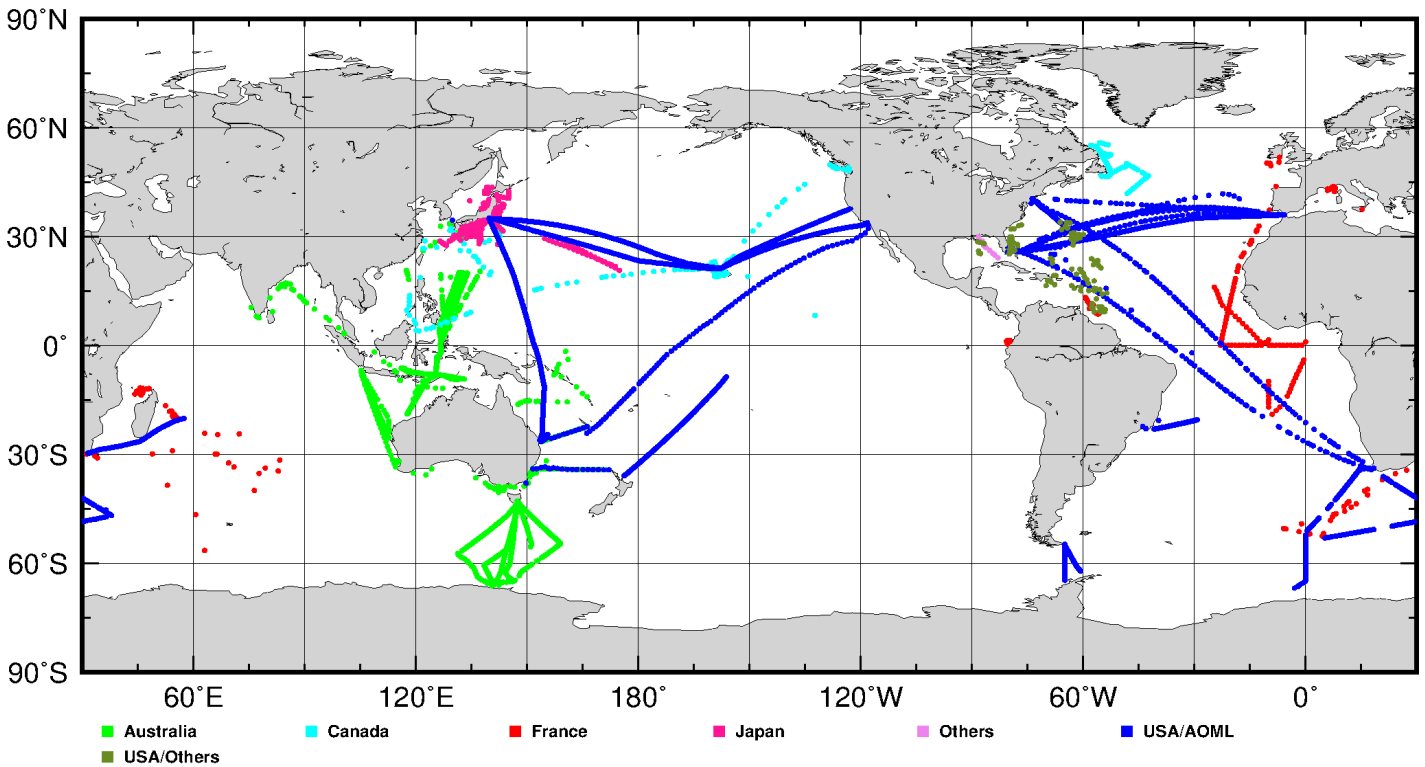 90˚N
60˚N
30˚N
0˚
30˚S
60˚S
90˚S
60˚E 120˚E 180˚ 120˚W 60˚W 0˚
Australia Canada France Japan Others USA/AOML
USA/Others